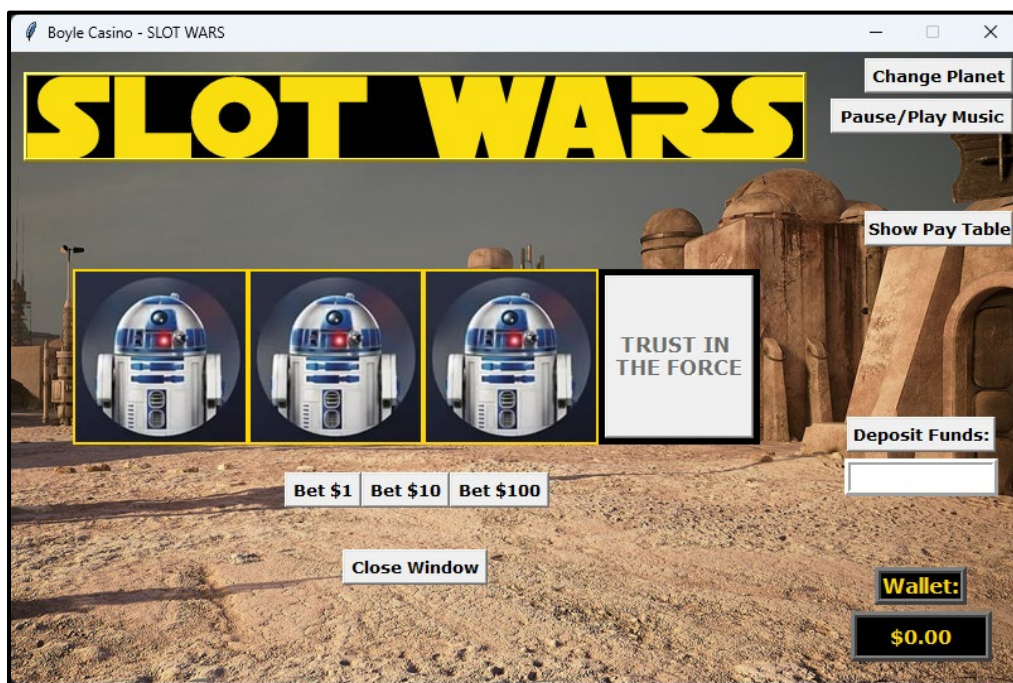 Boyle Casino - SLOT WARS
SLOT WARS
Change Planet
Pause/Play Music
Show Pay Table
TRUST IN
THE FORCE
Deposit Funds:
Bet $1 Bet $10 Bet $100
Close Window
Wallet:
$0.00